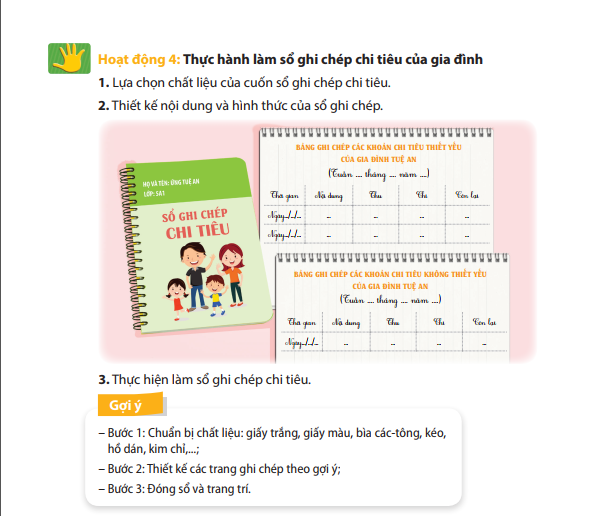 Hoạt động 4: Thực hành làm sổ ghi chép chi tiêu của gia đình
1. Lựa chọn chất liệu của cuốn sổ ghi chép chi tiêu.
2. Thiết kế nội dung và hình thức của sổ ghi chép.
HỌ VÀ TÊN: ỨNG TUỆ AN
LỚP: 5A1
SỔ GHI CHÉP
CHI TIÊU
BẢNG GHI CHÉP CÁC KHOẢN CHI TIÊU THIẾT YẾU
CỦA GIA ĐÌNH TUỆ AN
(Tuần ... tháng ... năm ...)
Thời gian Nội dung Thu Chi Còn lại
Ngày../../.. ... ... ... ...
Ngày../../.. ... ... ... ...
BẢNG GHI CHÉP CÁC KHOẢN CHI TIÊU KHÔNG THIẾT YẾU
CỦA GIA ĐÌNH TUỆ AN
(Tuần ... tháng ... năm ...)
Thời gian Nội dung Thu Chi Còn lại
Ngày../../.. ... ... ... ...
3. Thực hiện làm sổ ghi chép chi tiêu.
Gợi ý
– Bước 1: Chuẩn bị chất liệu: giấy trắng, giấy màu, bìa các-tông, kéo,
hồ dán, kim chỉ,...;
– Bước 2: Thiết kế các trang ghi chép theo gợi ý;
– Bước 3: Đóng sổ và trang trí.